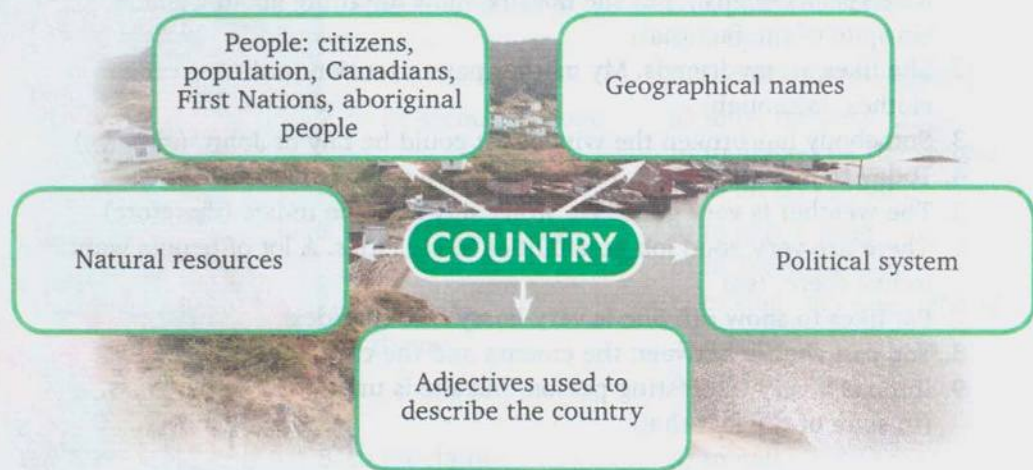 People: citizens,
population, Canadians,
First Nations, aboriginal
people
Geographical names
Natural resources
COUNTRY
Political system
Adjectives used to
describe the country